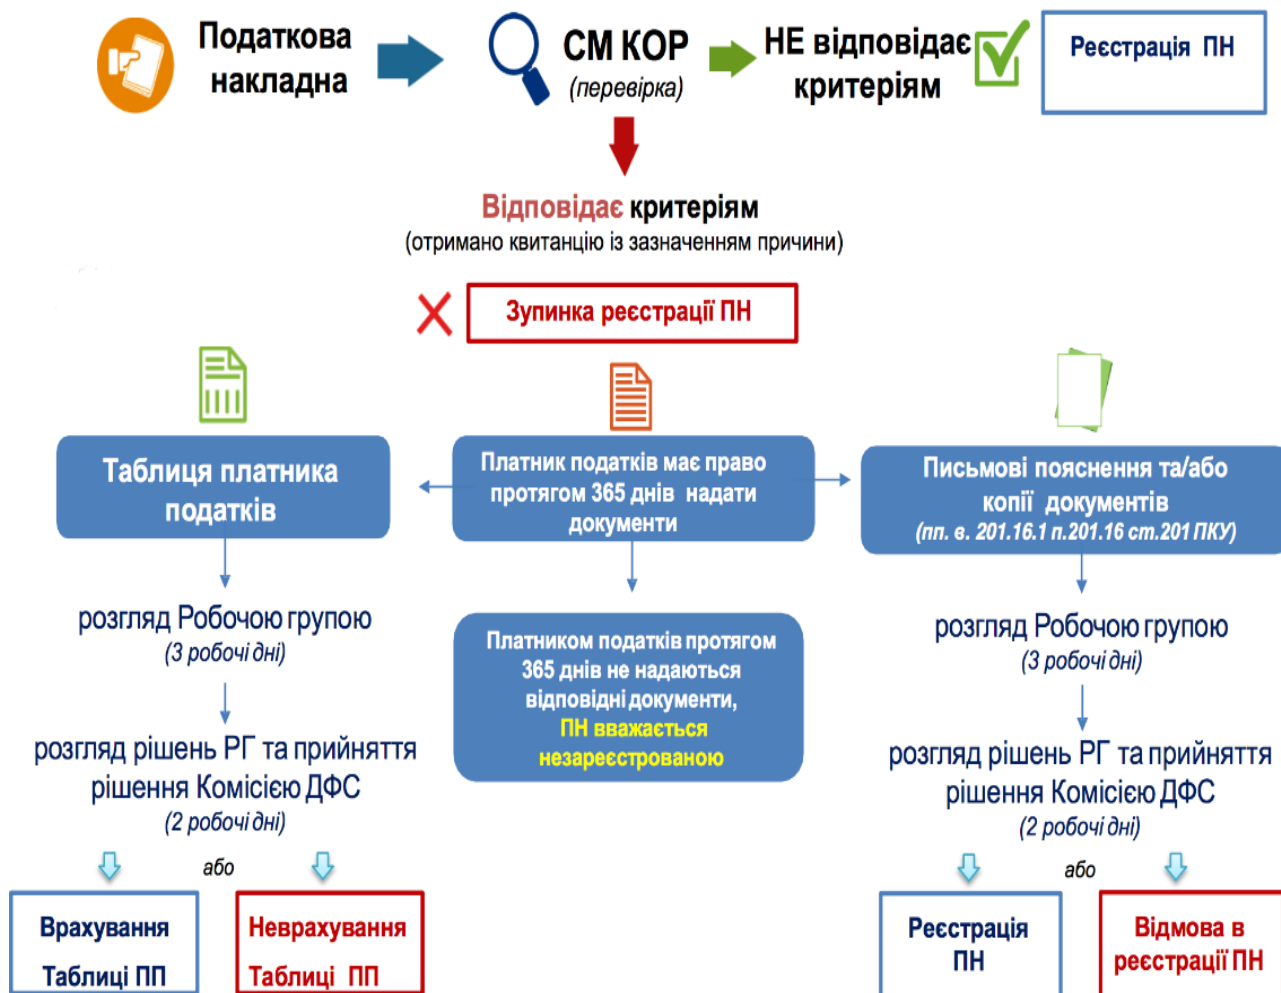 Податкова
накладна
СМ КОР
(перевірка)
НЕ відповідає
критеріям
Реєстрація ПН
Відповідає критеріям
(отримано квитанцію із зазначенням причини)
Зупинка реєстрації ПН
Таблиця платника
податків
розгляд Робочою групою
(3 робочі дні)
розгляд рішень РГ та прийняття
рішення Комісією ДФС
(2 робочі дні)
або
Врахування
Таблиці ПП
Неврахування
Таблиці ПП
Платник податків має право
протягом 365 днів надати
документи
Платником податків протягом
365 днів не надаються
відповідні документи,
ПН вважається
незареєстрованою
Письмові пояснення та/або
копії документів
(пп. в. 201.16.1 п.201.16 ст.201 ПКУ)
розгляд Робочою групою
(3 робочі дні)
розгляд рішень РГ та прийняття
рішення Комісією ДФС
(2 робочі дні)
або
Реєстрація
ПН
Відмова в
реєстрації ПН